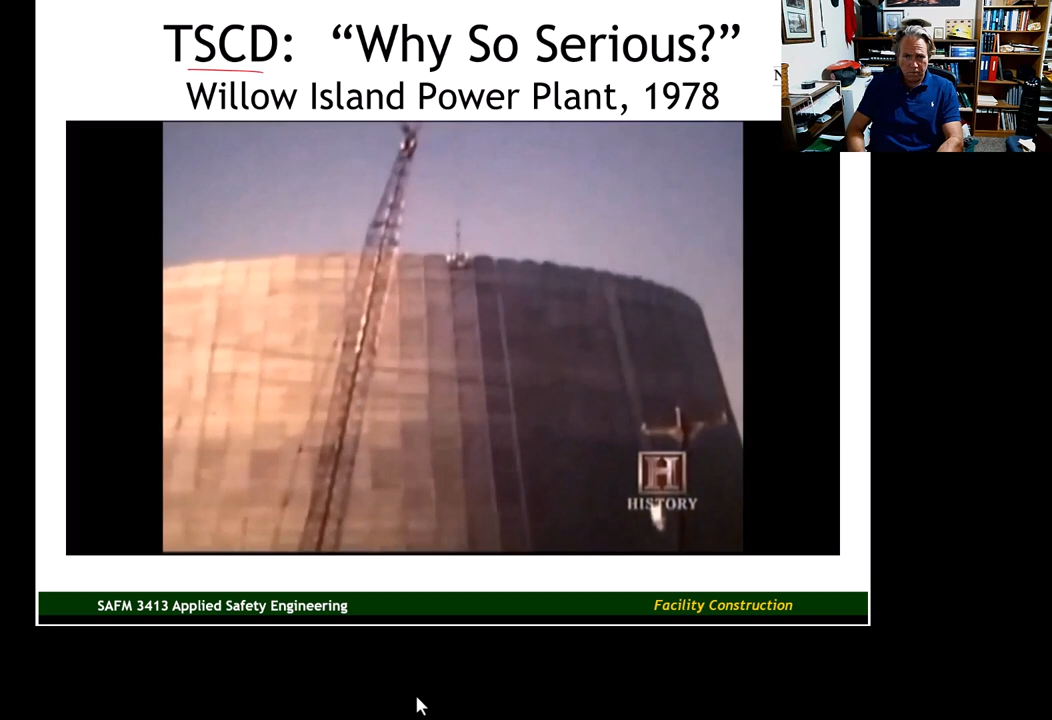 TSCD: “Why So Serious?”
Willow Island Power Plant, 1978
N
HISTORY
SAFM 3413 Applied Safety Engineering
Facility Construction